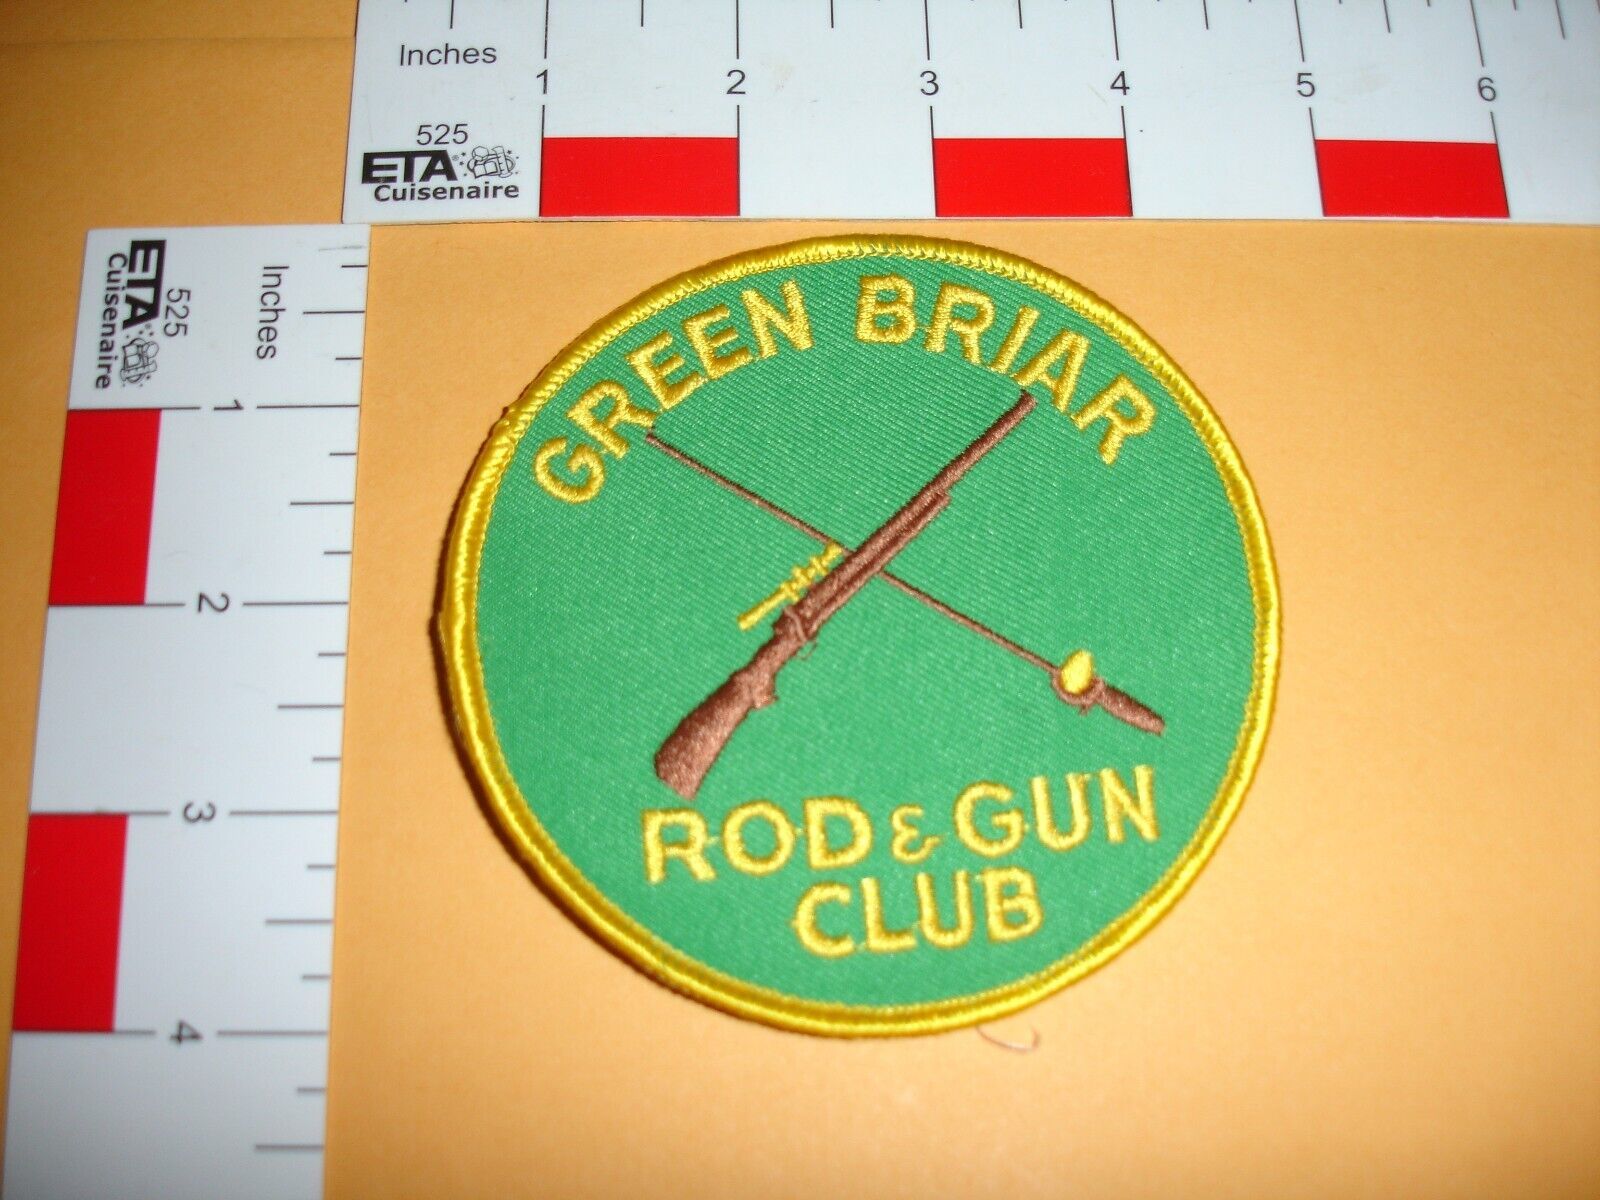 Inches
1 2 3 4 5 6
525
ETA®
Cuisenaire
ETA®
Cuisenaire
525
Inches
1
2
3
4
GREEN BRIAR
ROD & GUN
CLUB